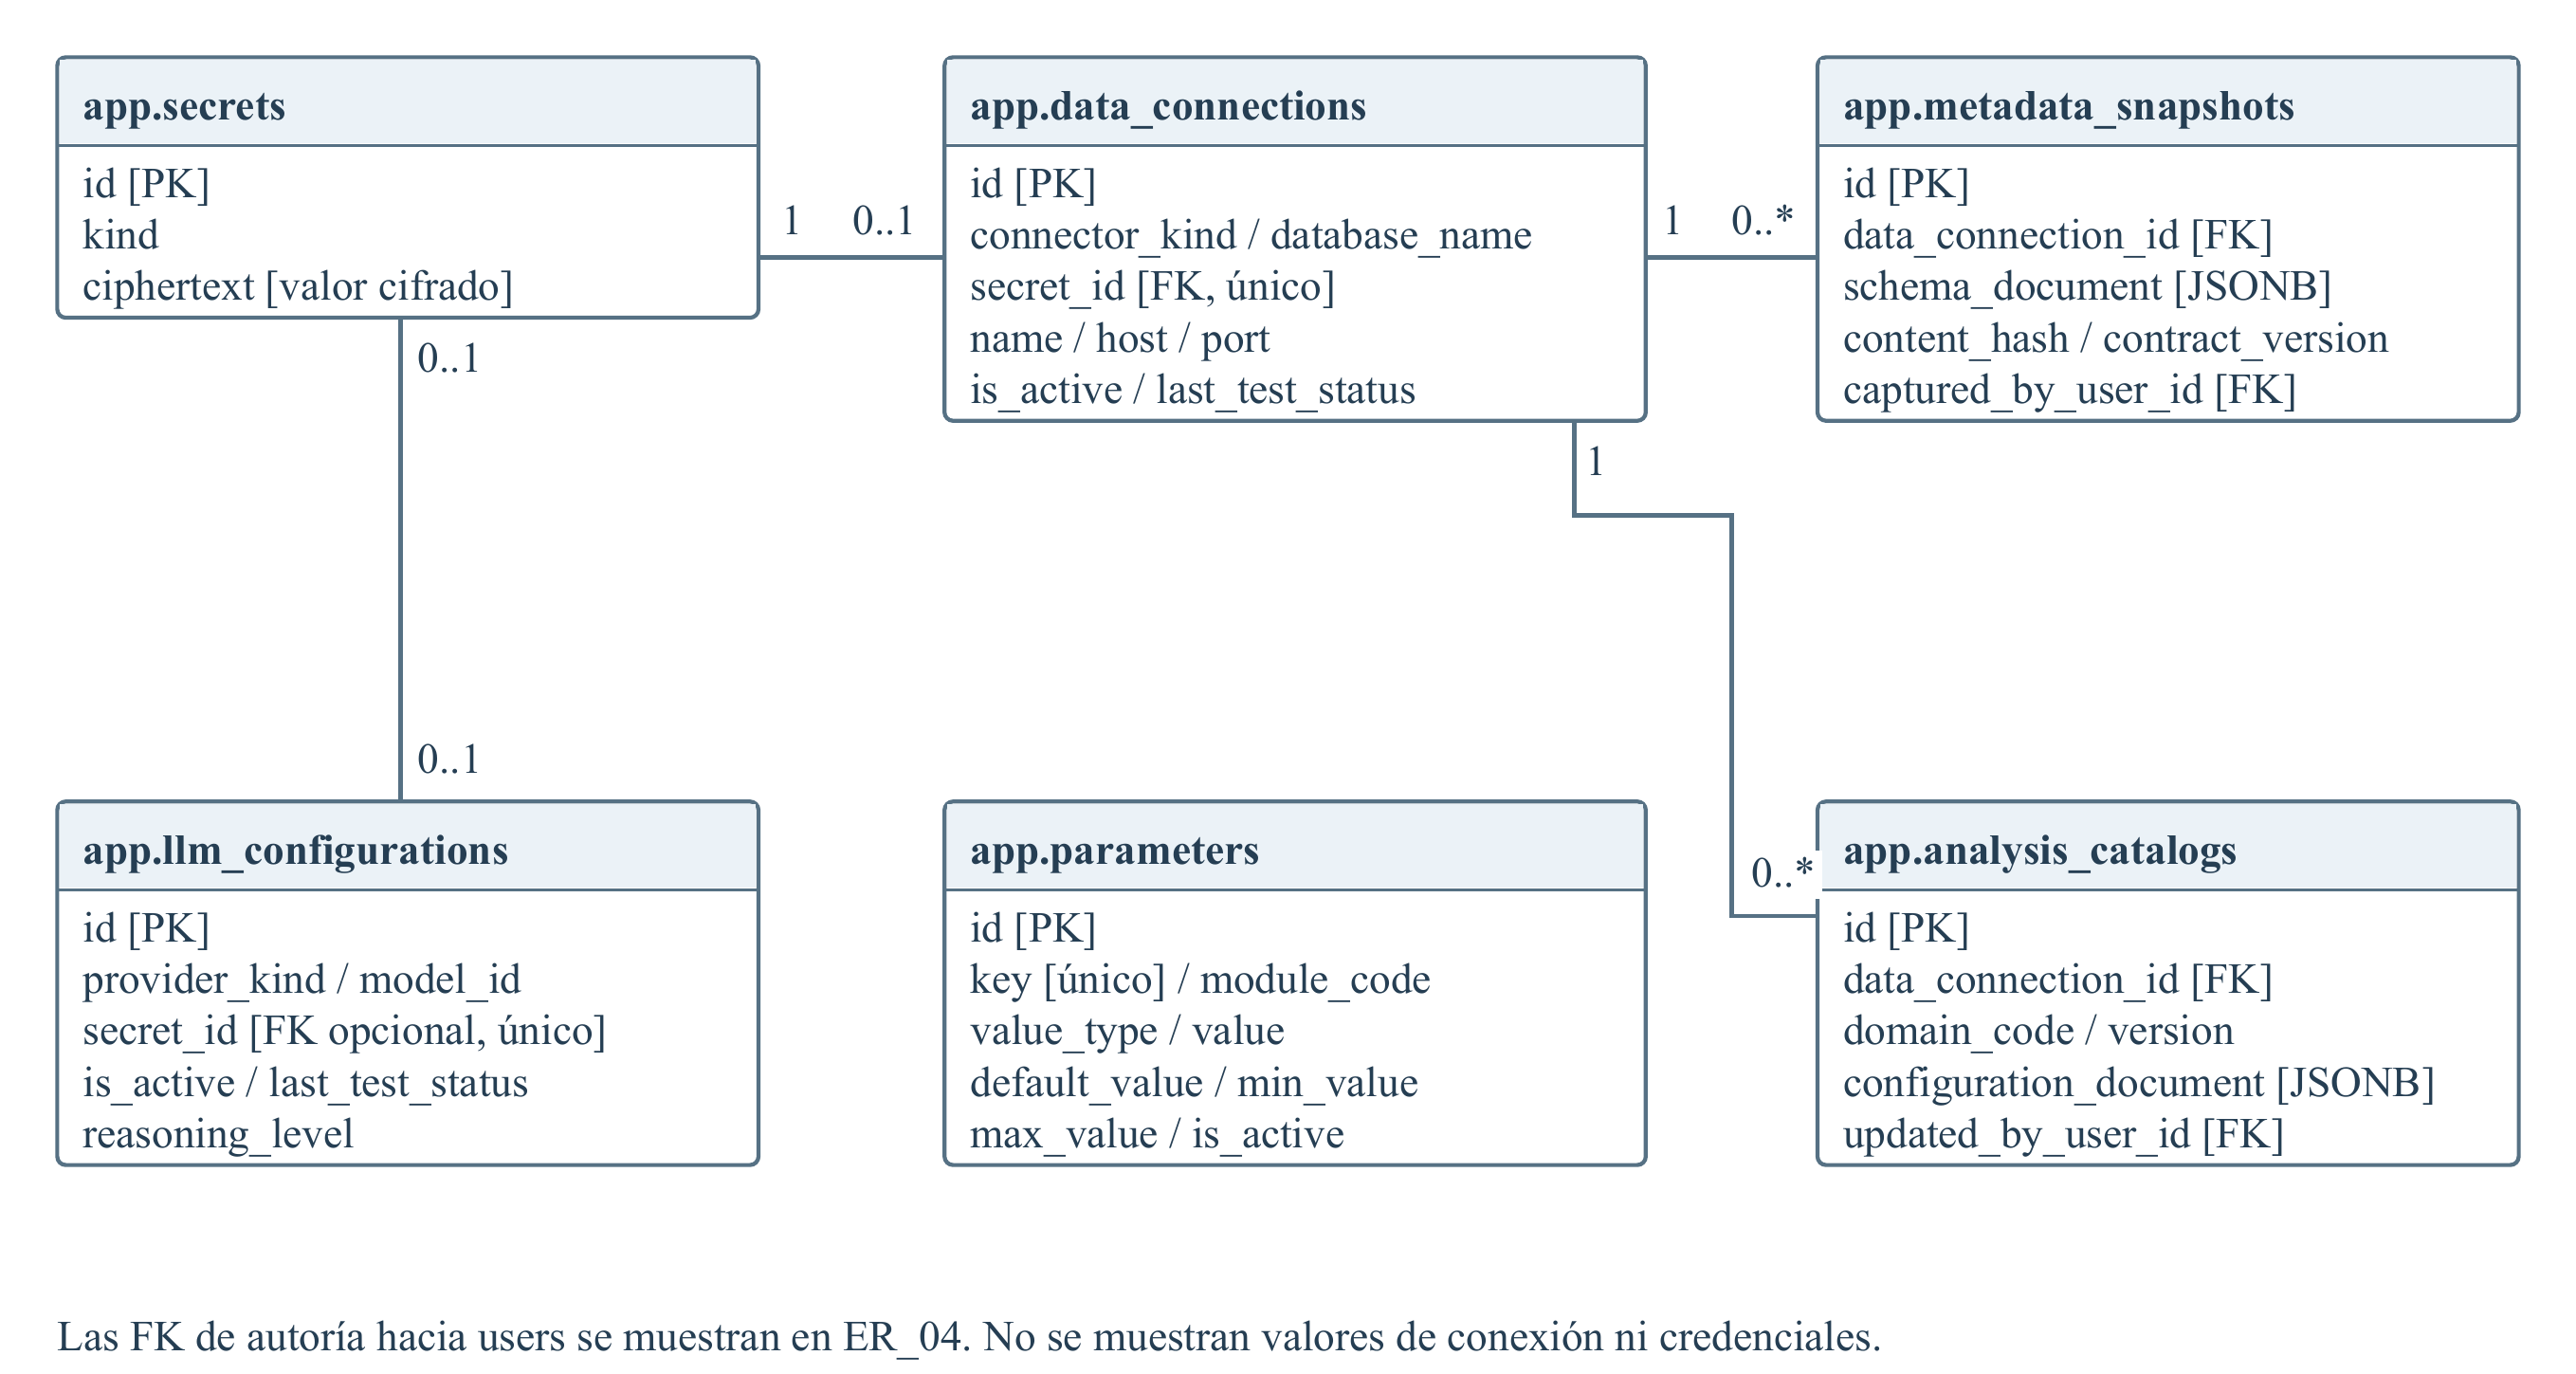 app.secrets
id [PK]
kind
ciphertext [valor cifrado]
1
0..1
app.data_connections
id [PK]
connector_kind / database_name
secret_id [FK, único]
name / host / port
is_active / last_test_status
1
0..*
app.metadata_snapshots
id [PK]
data_connection_id [FK]
schema_document [JSONB]
content_hash / contract_version
captured_by_user_id [FK]
0..1
1
0..1
0..*
app.llm_configurations
id [PK]
provider_kind / model_id
secret_id [FK opcional, único]
is_active / last_test_status
reasoning_level
app.parameters
id [PK]
key [único] / module_code
value_type / value
default_value / min_value
max_value / is_active
app.analysis_catalogs
id [PK]
data_connection_id [FK]
domain_code / version
configuration_document [JSONB]
updated_by_user_id [FK]
Las FK de autoría hacia users se muestran en ER_04. No se muestran valores de conexión ni credenciales.